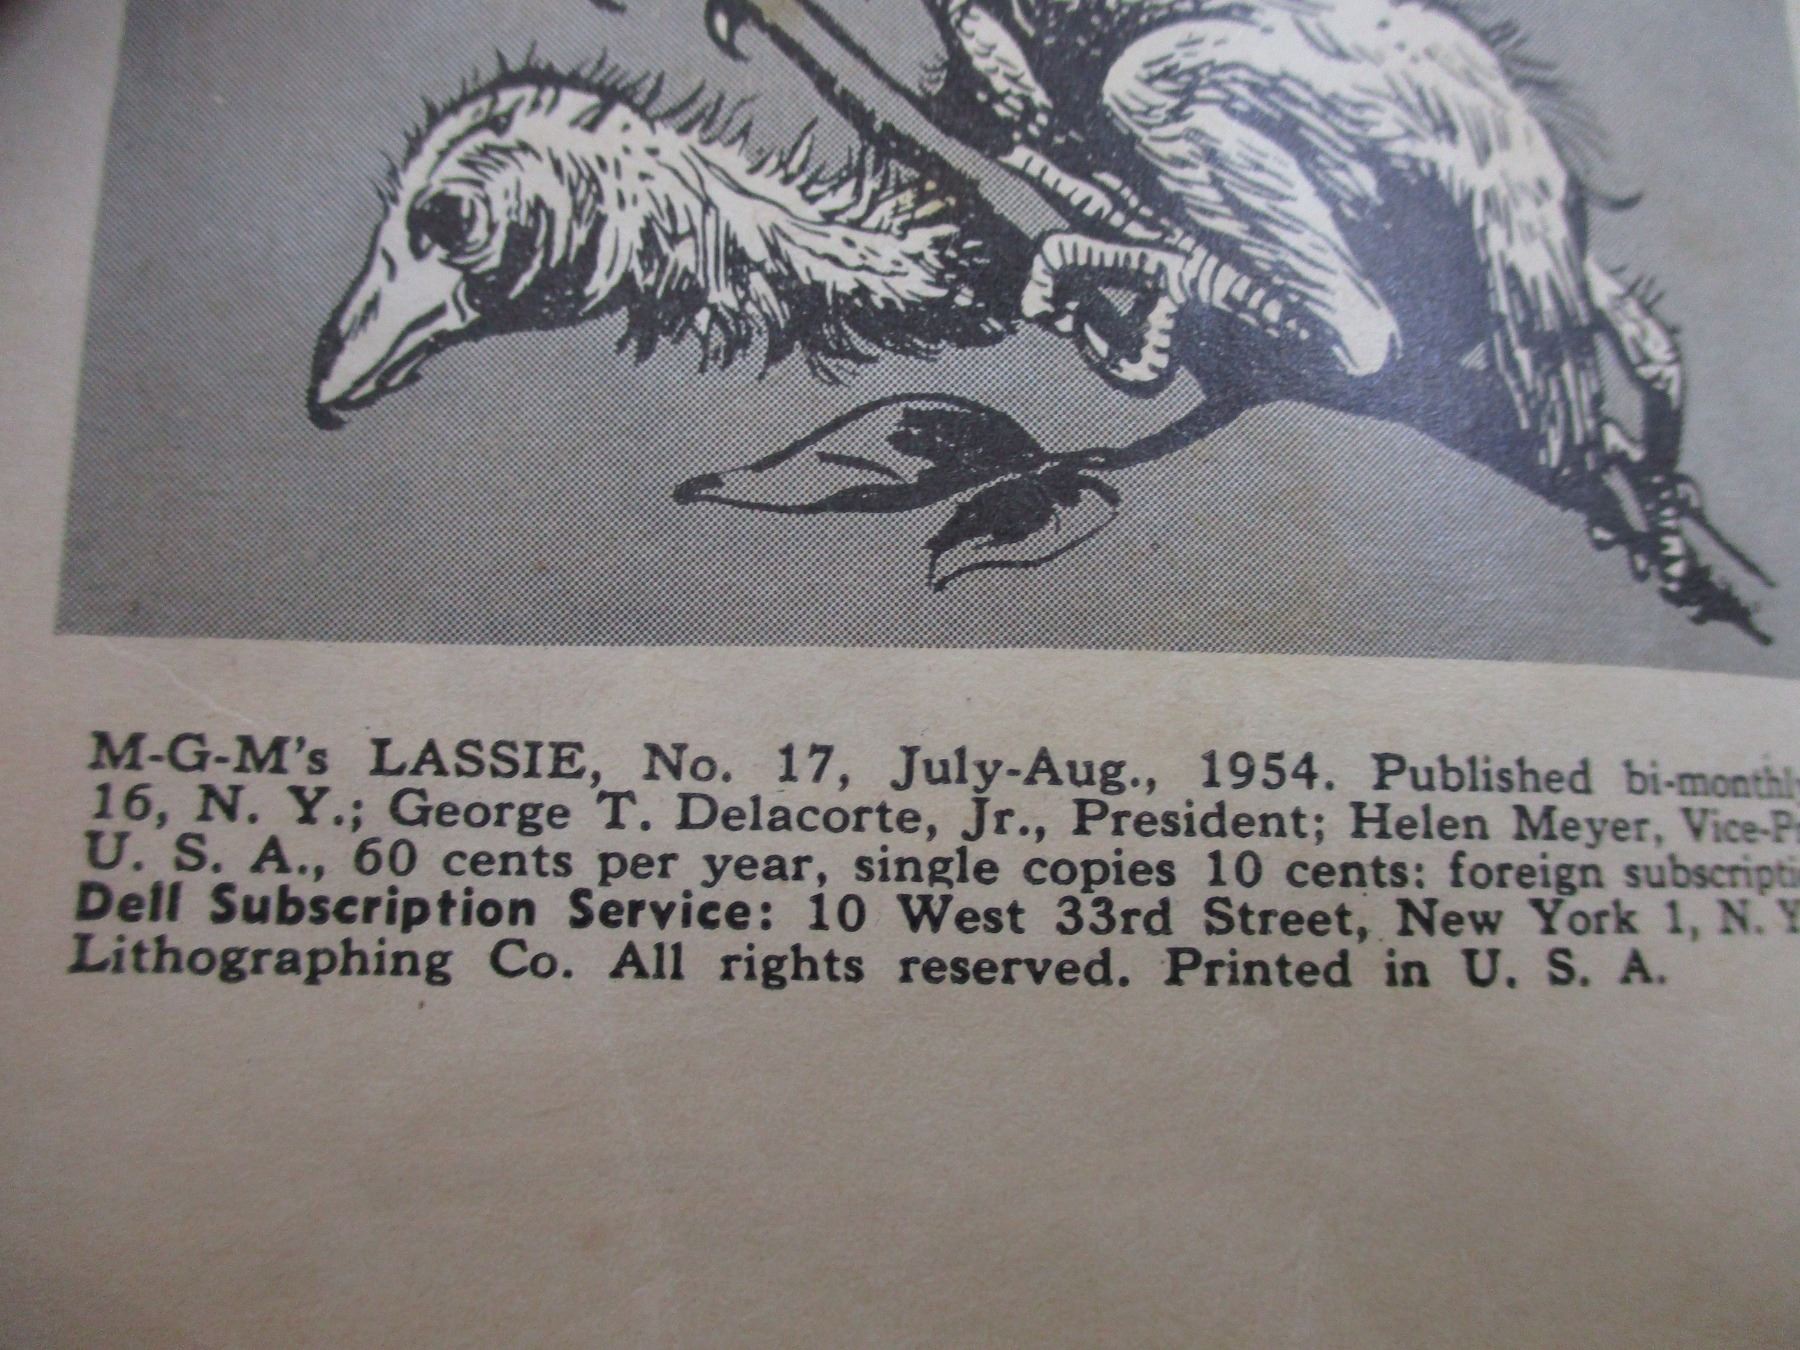 M-G-M's LASSIE, No. 17, July-Aug., 1954. Published bi-monthly
16, N. Y.; George T. Delacorte, Jr., President; Helen Meyer, Vice-Pr
U. S. A., 60 cents per year, single copies 10 cents: foreign subscripti
Dell Subscription Service: 10 West 33rd Street, New York 1, N. Y
Lithographing Co. All rights reserved. Printed in U. S. A.